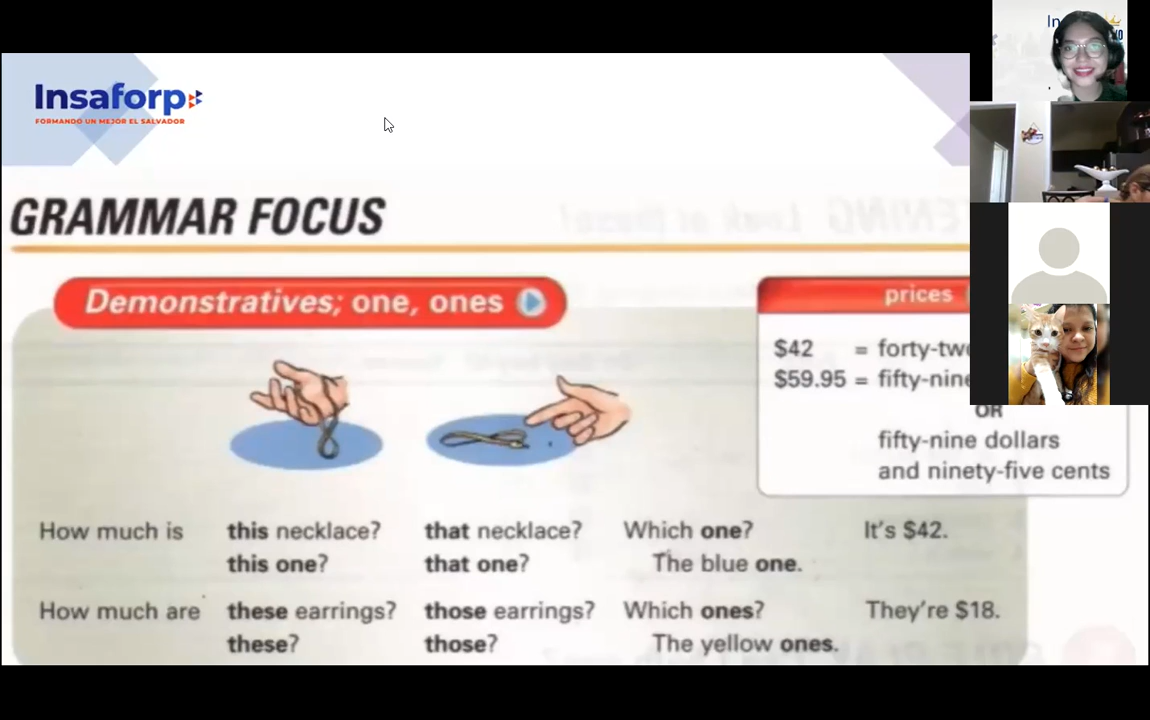 Insaforp
FORMANDO UN MEJOR EL SALVADOR
GRAMMAR FOCUS
Demonstratives; one, ones
prices
$42 = forty-two
$59.95 = fifty-nine
OR
fifty-nine dollars
and ninety-five cents
How much is this necklace? that necklace? Which one? It's $42.
this one? that one? The blue one.
How much are these earrings? those earrings? Which ones? They're $18.
these? those? The yellow ones.